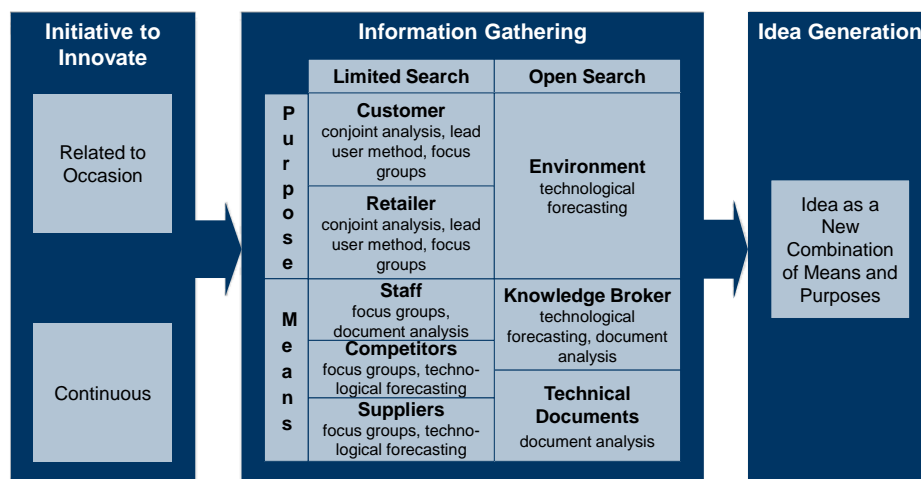 Initiative to
Innovate
Related to
Occasion
Continuous
Information Gathering
Limited Search
Open Search
Purpose
Customer
conjoint analysis, lead
user method, focus
groups
Retailer
conjoint analysis, lead
user method, focus
groups
Environment
technological
forecasting
Means
Staff
focus groups,
document analysis
Competitors
focus groups, techno-
logical forecasting
Suppliers
focus groups, techno-
logical forecasting
Knowledge Broker
technological
forecasting, document
analysis
Technical
Documents
document analysis
Idea Generation
Idea as a
New
Combination
of Means and
Purposes